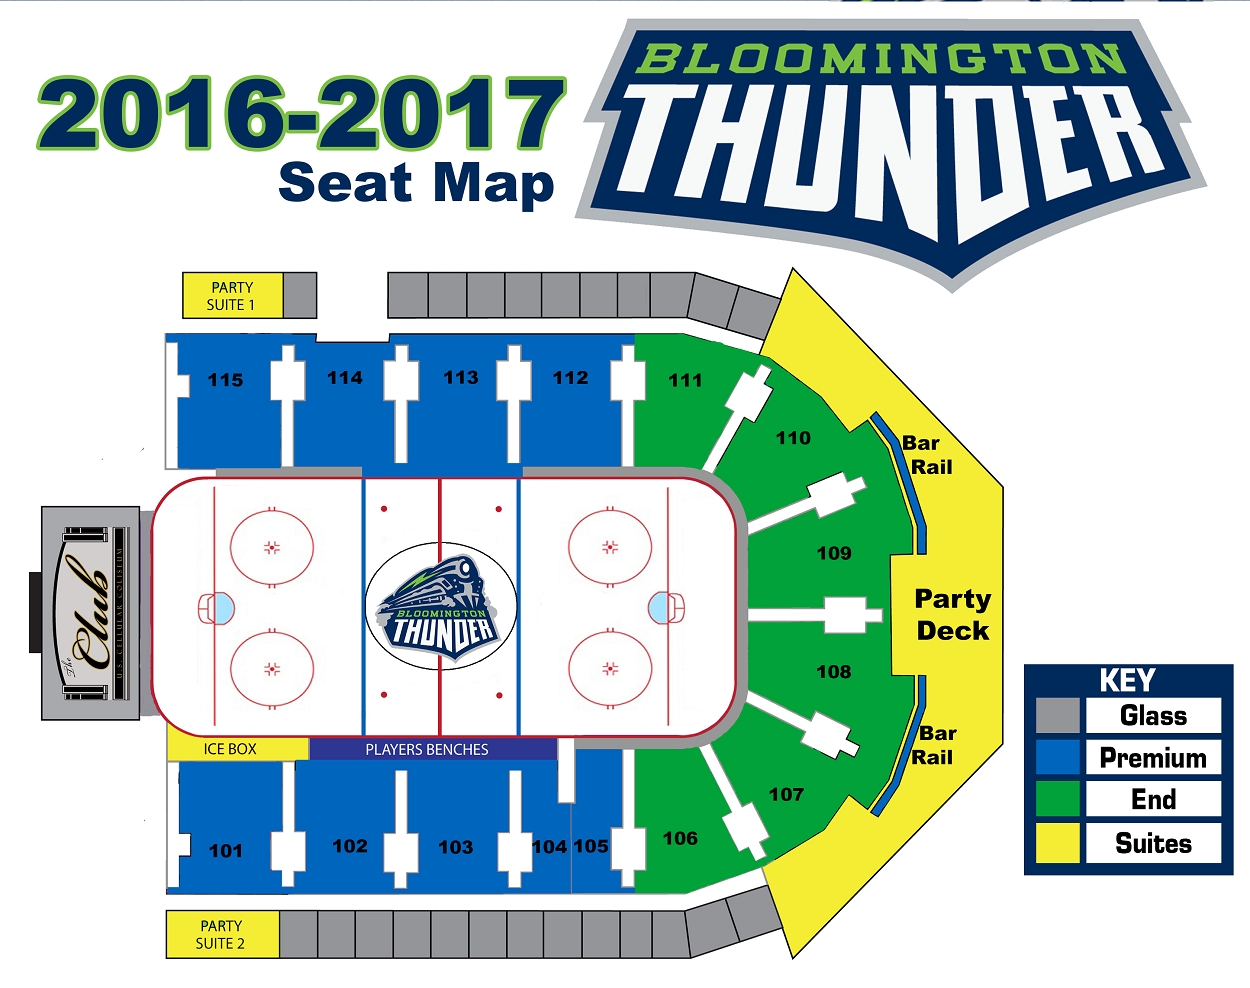 2016-2017
Seat Map
BLOOMINGTON
THUNDER
PARTY
SUITE 1
115
114
113
112
111
110
Bar
Rail
109
The Club
U.S. CELLULAR COLISEUM
BLOOMINGTON
THUNDER
Party
Deck
108
Bar
Rail
107
ICE BOX
PLAYERS BENCHES
101
102
103
104
105
106
PARTY
SUITE 2
KEY
Glass
Premium
End
Suites